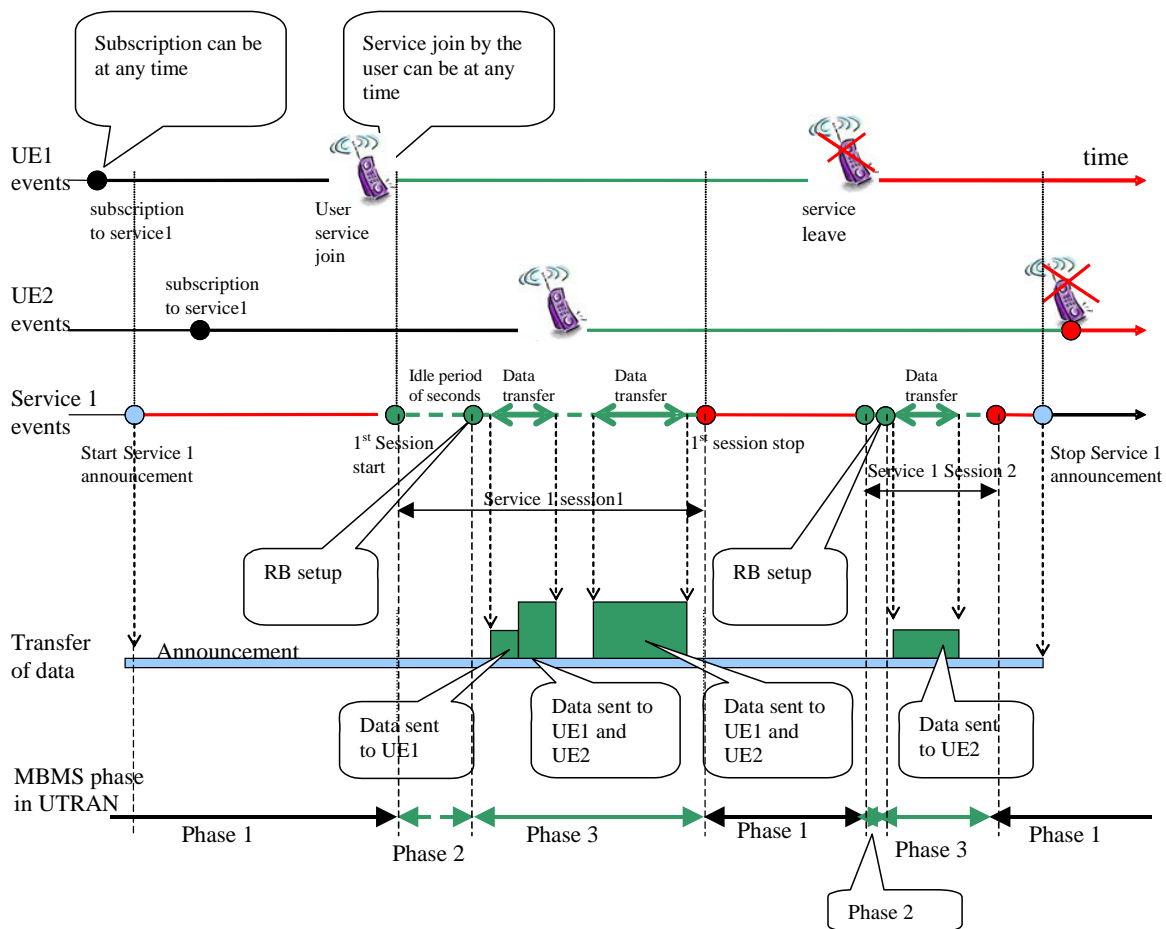 Subscription can be
at any time
Service join by the
user can be at any
time
UE1
events
time
subscription
to service1
User
service
join
service
leave
UE2
events
subscription
to service1
Service 1
events
Idle period
of seconds
Data
transfer
Data
transfer
Data
transfer
Start Service 1
announcement
1st Session
start
1st session stop
Stop Service 1
announcement
Service 1 session1
Service 1 Session 2
RB setup
RB setup
Transfer
of data
Announcement
Data sent
to UE1
Data sent to
UE1 and
UE2
Data sent to
UE1 and
UE2
Data sent
to UE2
MBMS phase
in UTRAN
Phase 1
Phase 2
Phase 3
Phase 1
Phase 3
Phase 1
Phase 2